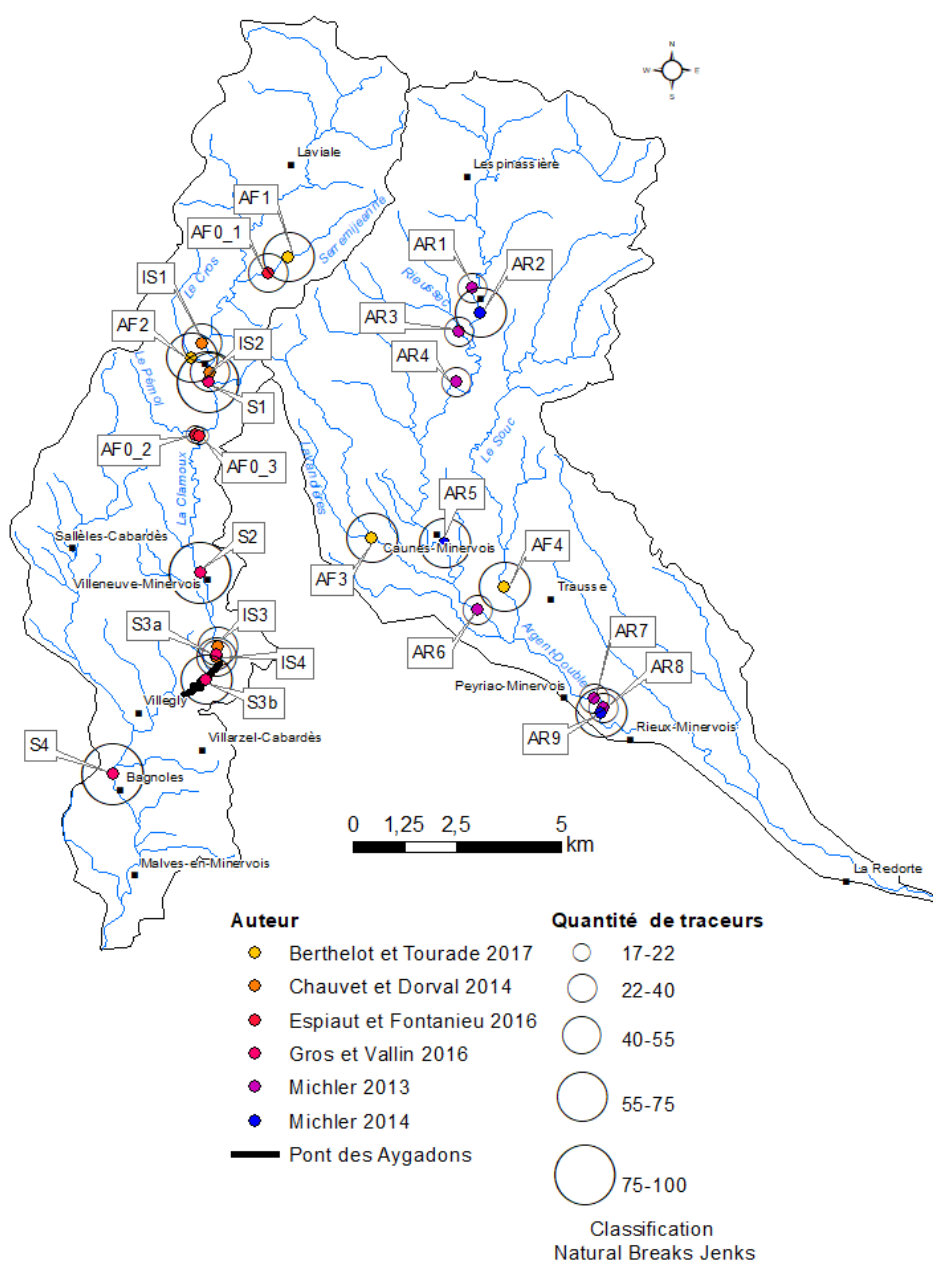 N
W E
S
Laviale
Lespinassière
AF1
Serremijeanne
AF0_1
AR1
AR2
IS1
Le Cros
Rieussec
AF2
AR3
IS2
AR4
Le Pémol
S1
AF0_2
AF0_3
Le Souc
Lavandères
La Clamoux
AR5
S2
Sallèles-Cabardès
Caunes-Minervois
AF4
Villeneuve-Minervois
AF3
Trausse
IS3
S3a
AR6
AR7
IS4
Argent-Double
AR8
S3b
Peyriac-Minervois
Villegly
AR9
Rieux-Minervois
S4
Villarzel-Cabardès
Bagnoles
0 1,25 2,5 5
km
Malves-en-Minervois
La Redorte
Auteur
Berthelot et Tourade 2017
Chauvet et Dorval 2014
Espiaut et Fontanieu 2016
Gros et Vallin 2016
Michler 2013
Michler 2014
Pont des Aygadons
Quantité de traceurs
17-22
22-40
40-55
55-75
75-100
Classification
Natural Breaks Jenks